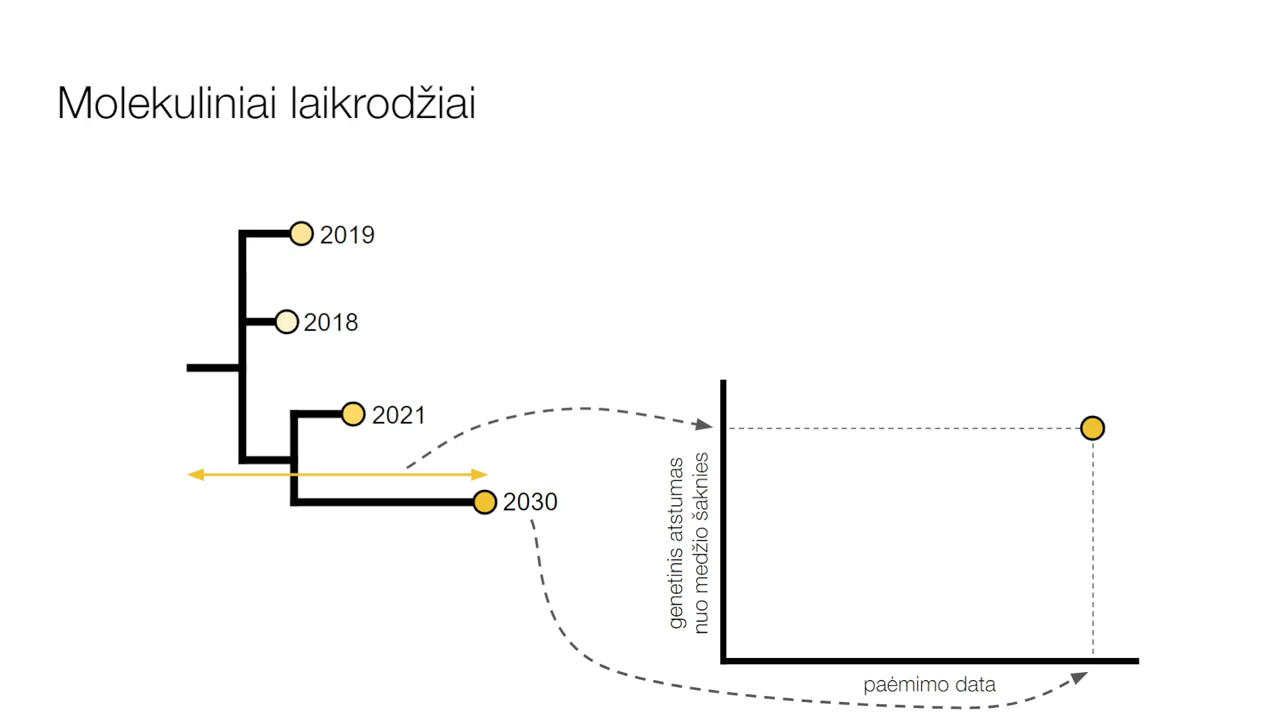 Molekuliniai laikrodžiai
2019
2018
2021
2030
genetinis atstumas
nuo medžio šaknies
paėmimo data